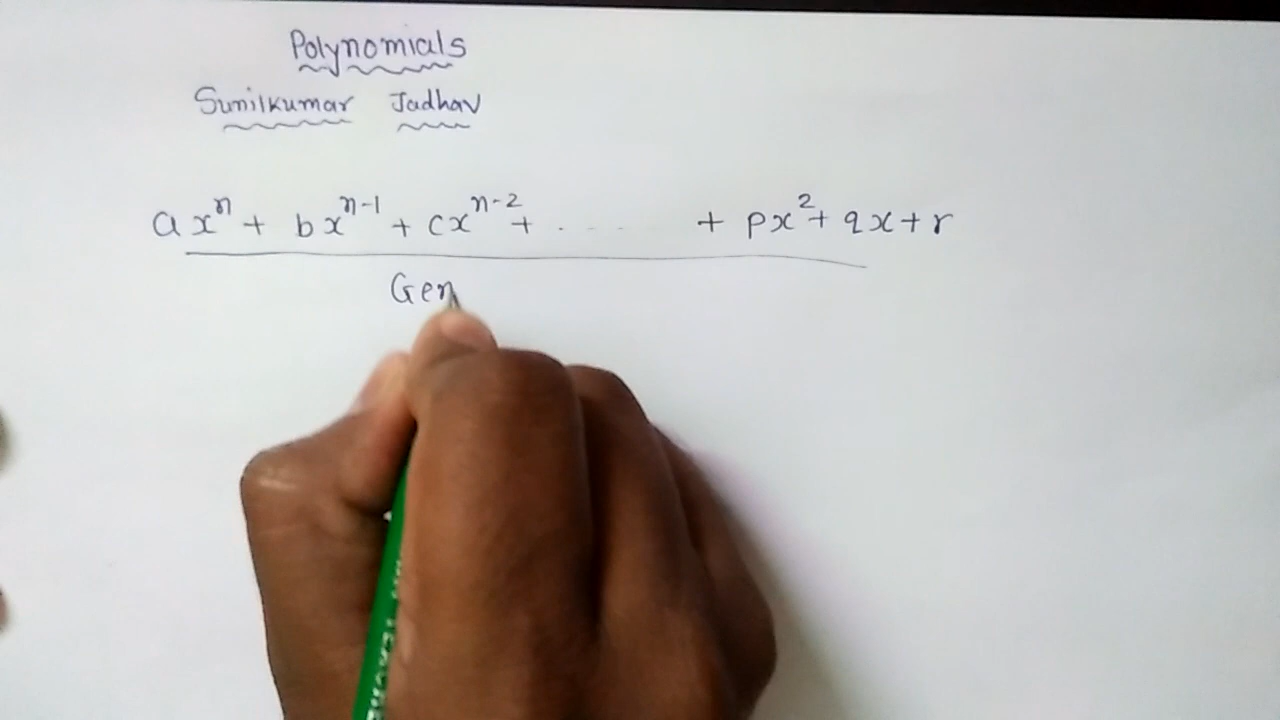 Polynomials
Sunilkumar Jadhav
ax^n + bx^{n-1} + cx^{n-2} + . . . . + px^2 + qx + r
Gen